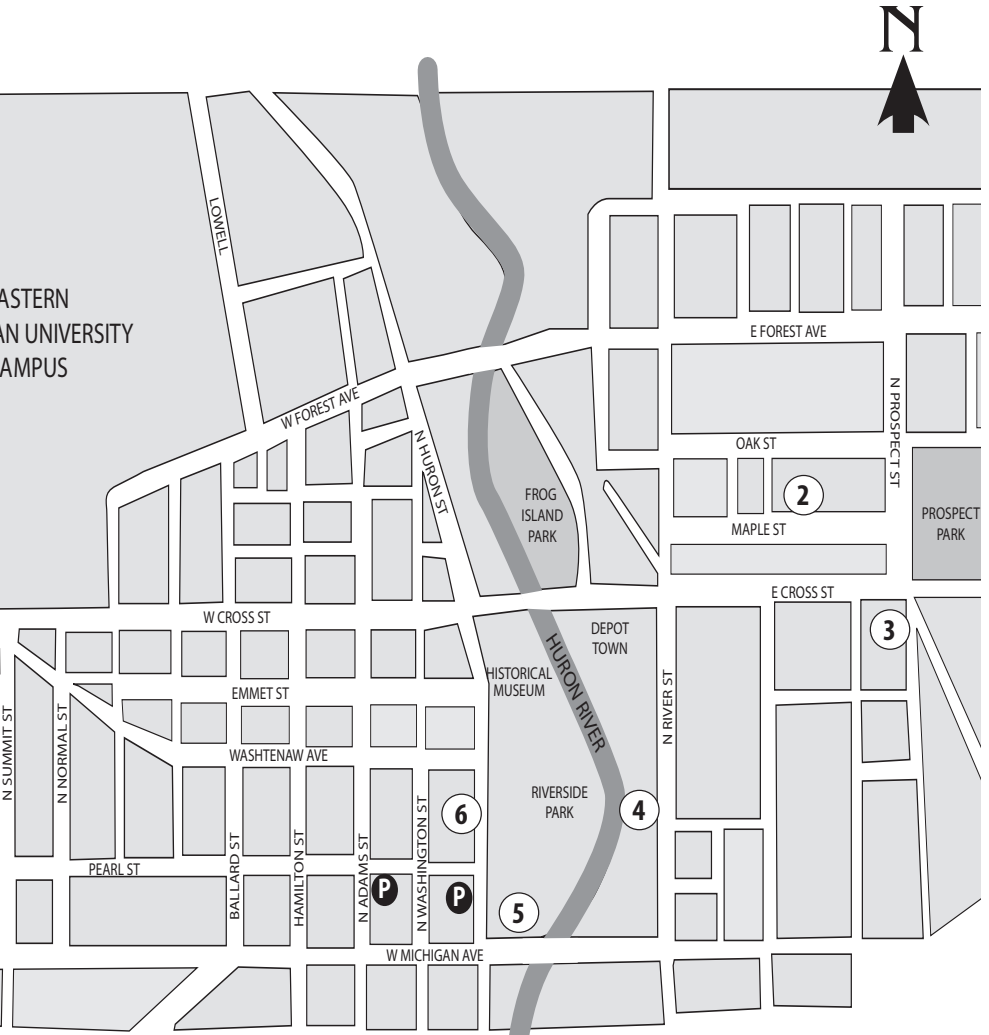 N
LOWELL
ASTERN
AN UNIVERSITY
AMPUS
E FOREST AVE
W FOREST AVE
N PROSPECT ST
OAK ST
N HURON ST
2
FROG
ISLAND
PARK
MAPLE ST
PROSPECT
PARK
E CROSS ST
W CROSS ST
3
DEPOT
TOWN
HISTORICAL
MUSEUM
HURON RIVER
EMMET ST
N RIVER ST
N SUMMIT ST
N NORMAL ST
WASHTENAW AVE
RIVERSIDE
PARK
4
6
BALLARD ST
HAMILTON ST
N ADAMS ST
N WASHINGTON ST
PEARL ST
P
P
5
W MICHIGAN AVE